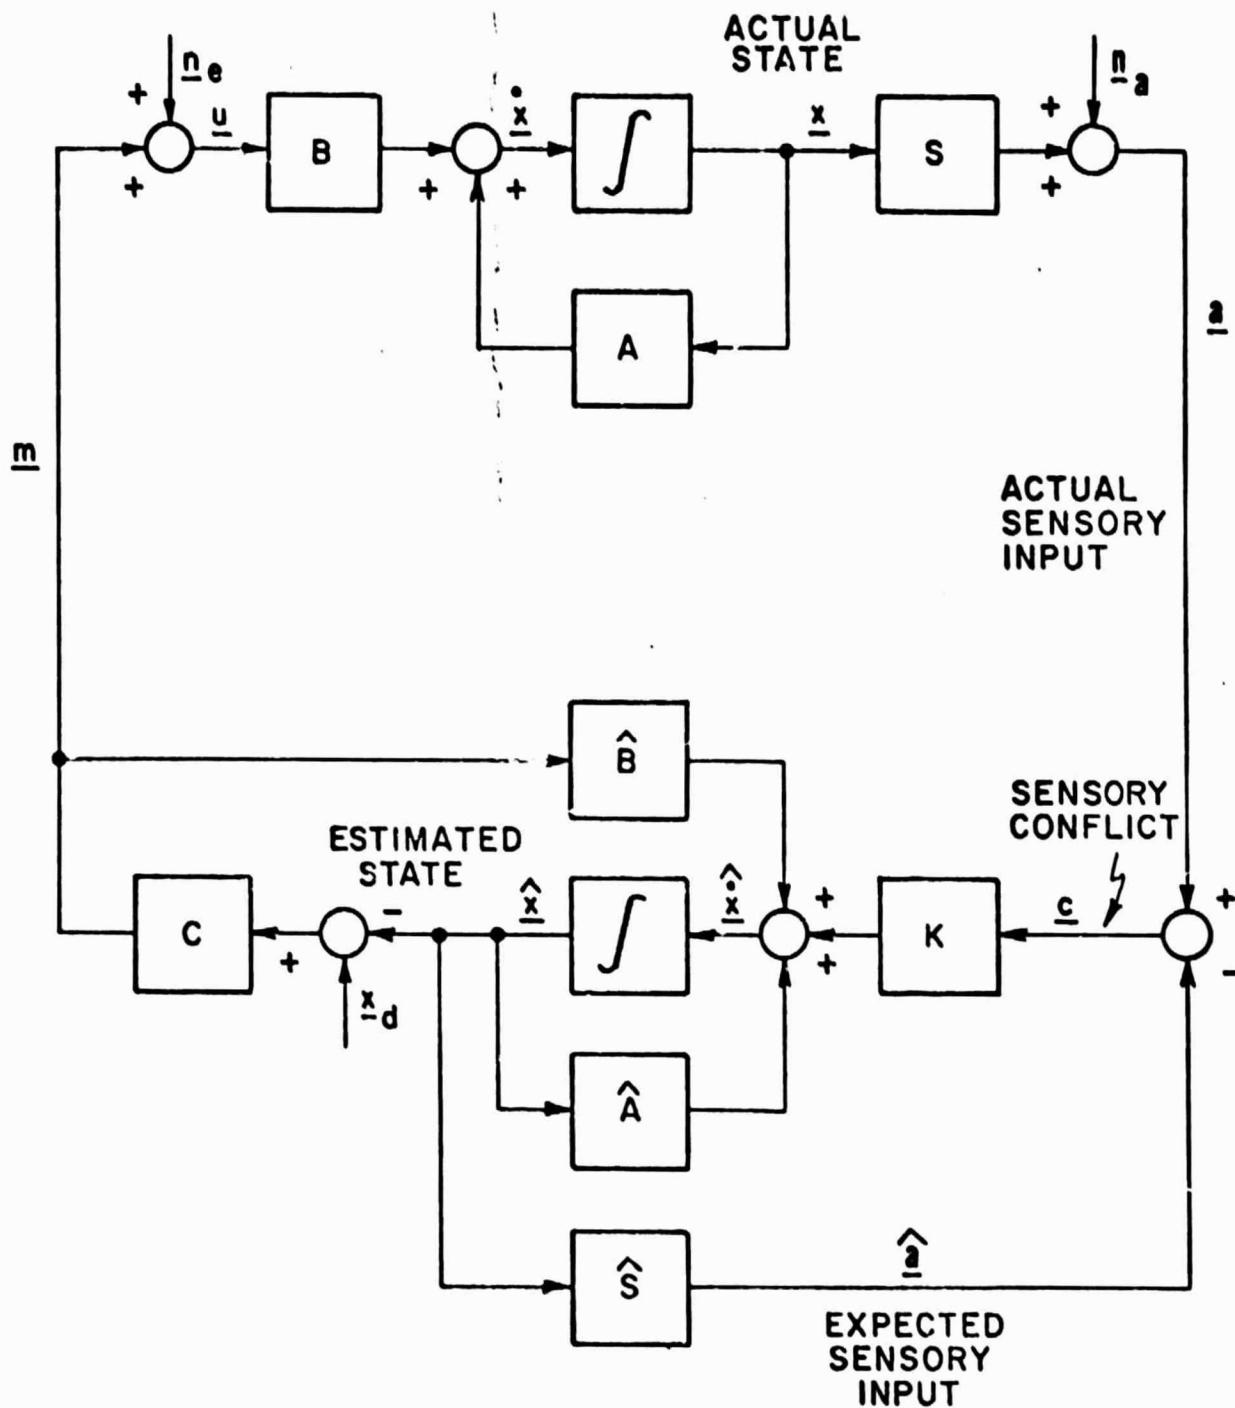 ACTUAL
STATE
n e
n a
+
+
u
B
+
+
ẋ
∫
x
S
+
+
A
a
m
ACTUAL
SENSORY
INPUT
B̂
SENSORY
CONFLICT
ESTIMATED
STATE
C
+
-
x d
x̂
∫
ẋ̂
+
+
K
c
+
-
Â
Ŝ
â
EXPECTED
SENSORY
INPUT